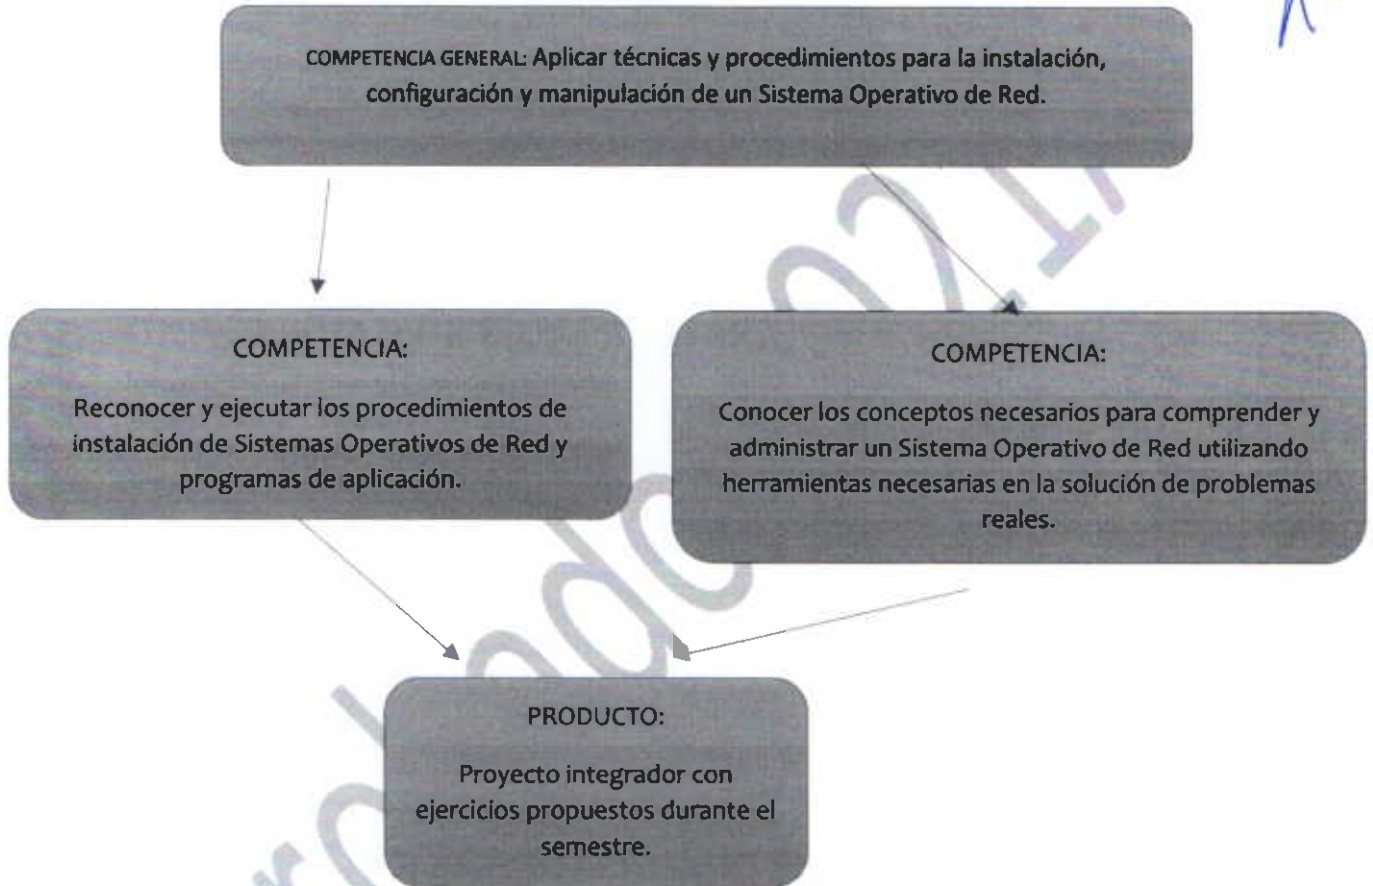 COMPETENCIA GENERAL: Aplicar técnicas y procedimientos para la instalación,
configuración y manipulación de un Sistema Operativo de Red.
COMPETENCIA:
Reconocer y ejecutar los procedimientos de
instalación de Sistemas Operativos de Red y
programas de aplicación.
COMPETENCIA:
Conocer los conceptos necesarios para comprender y
administrar un Sistema Operativo de Red utilizando
herramientas necesarias en la solución de problemas
reales.
PRODUCTO:
Proyecto integrador con
ejercicios propuestos durante el
semestre.